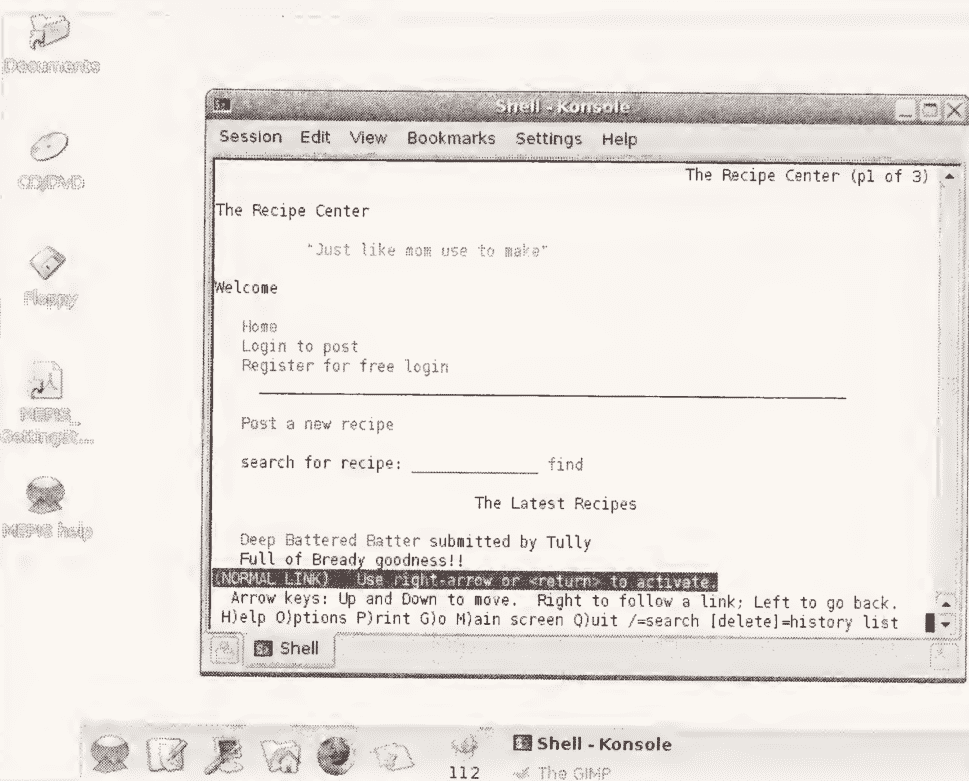 Documents
CD/DVD
Floppy
MEPIS_
GettingSt...
MEPIS help
Shell - Konsole
Session Edit View Bookmarks Settings Help
The Recipe Center (p1 of 3)
The Recipe Center
"Just like mom use to make"
Welcome
Home
Login to post
Register for free login
Post a new recipe
search for recipe: ______________ find
The Latest Recipes
Deep Battered Batter submitted by Tully
Full of Bready goodness!!
(NORMAL LINK) Use right-arrow or <return> to activate.
Arrow keys: Up and Down to move. Right to follow a link; Left to go back.
H)elp O)ptions P)rint G)o M)ain screen Q)uit /=search [delete]=history list
Shell
Shell - Konsole
112
The GIMP